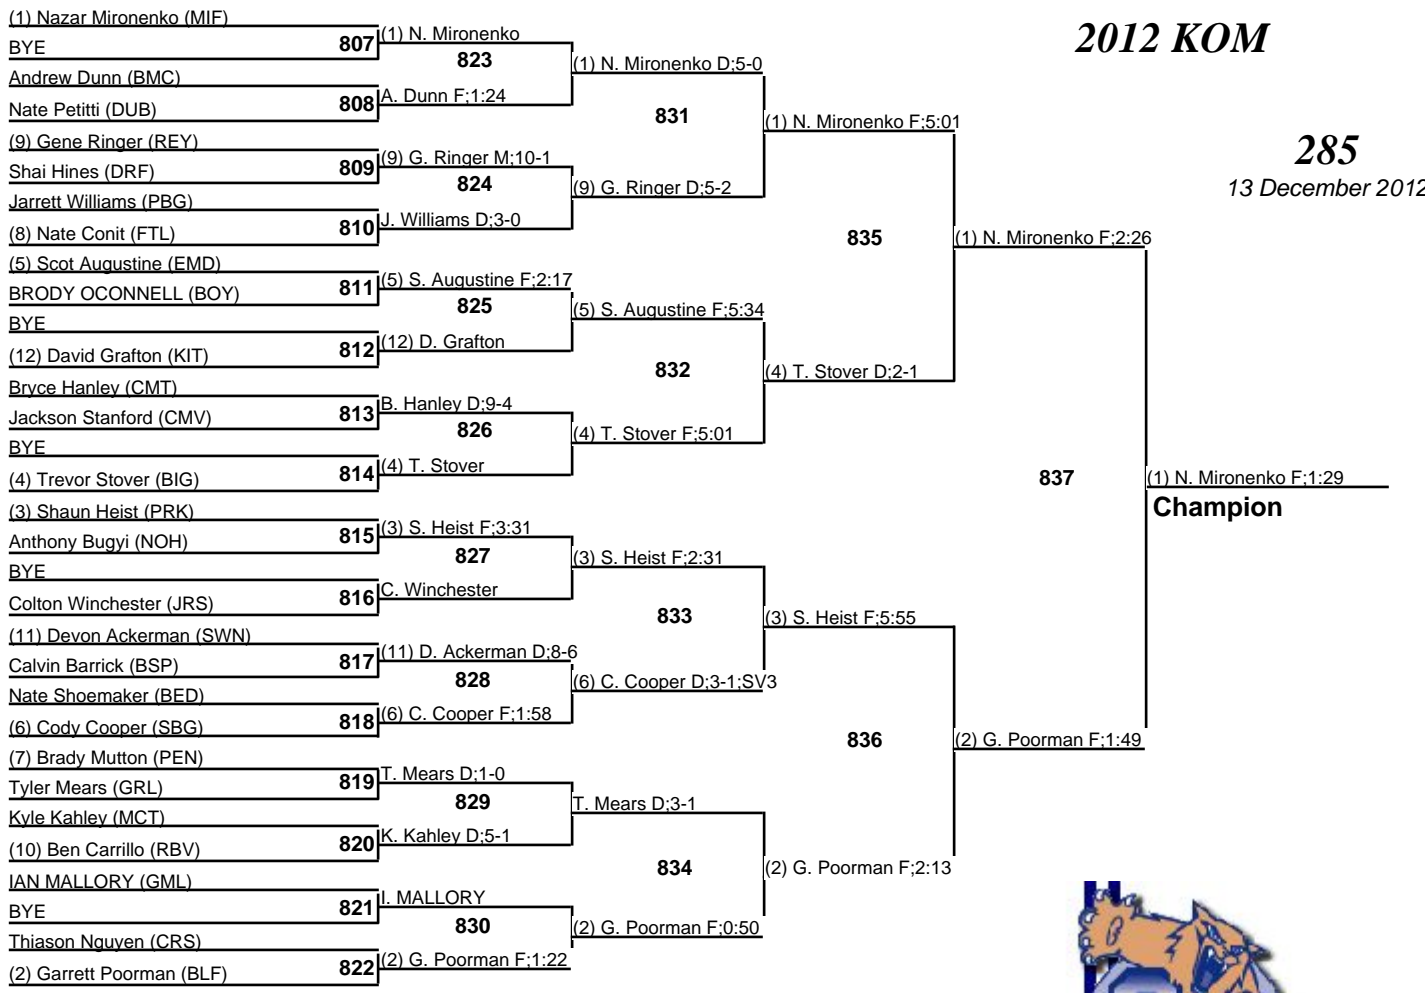 2012 KOM
285
13 December 2012
(1) Nazar Mironenko (MIF)
BYE
Andrew Dunn (BMC)
Nate Petitti (DUB)
(9) Gene Ringer (REY)
Shai Hines (DRF)
Jarrett Williams (PBG)
(8) Nate Conit (FTL)
(5) Scot Augustine (EMD)
BRODY OCONNELL (BOY)
BYE
(12) David Grafton (KIT)
Bryce Hanley (CMT)
Jackson Stanford (CMV)
BYE
(4) Trevor Stover (BIG)
(3) Shaun Heist (PRK)
Anthony Bugyi (NOH)
BYE
Colton Winchester (JRS)
(11) Devon Ackerman (SWN)
Calvin Barrick (BSP)
Nate Shoemaker (BED)
(6) Cody Cooper (SBG)
(7) Brady Mutton (PEN)
Tyler Mears (GRL)
Kyle Kahley (MCT)
(10) Ben Carrillo (RBV)
IAN MALLORY (GML)
BYE
Thiason Nguyen (CRS)
(2) Garrett Poorman (BLF)
807
808
809
810
811
812
813
814
815
816
817
818
819
820
821
822
(1) N. Mironenko
823
A. Dunn F;1:24
(9) G. Ringer M;10-1
824
J. Williams D;3-0
(5) S. Augustine F;2:17
825
(12) D. Grafton
B. Hanley D;9-4
826
(4) T. Stover
(3) S. Heist F;3:31
827
C. Winchester
(11) D. Ackerman D;8-6
828
(6) C. Cooper F;1:58
T. Mears D;1-0
829
K. Kahley D;5-1
I. MALLORY
830
(2) G. Poorman F;1:22
(1) N. Mironenko D;5-0
831
(9) G. Ringer D;5-2
(5) S. Augustine F;5:34
832
(4) T. Stover F;5:01
(3) S. Heist F;2:31
833
(6) C. Cooper D;3-1;SV3
T. Mears D;3-1
834
(2) G. Poorman F;0:50
(1) N. Mironenko F;5:01
835
(4) T. Stover D;2-1
(3) S. Heist F;5:55
836
(2) G. Poorman F;2:13
(1) N. Mironenko F;2:26
837
(2) G. Poorman F;1:49
(1) N. Mironenko F;1:29
Champion